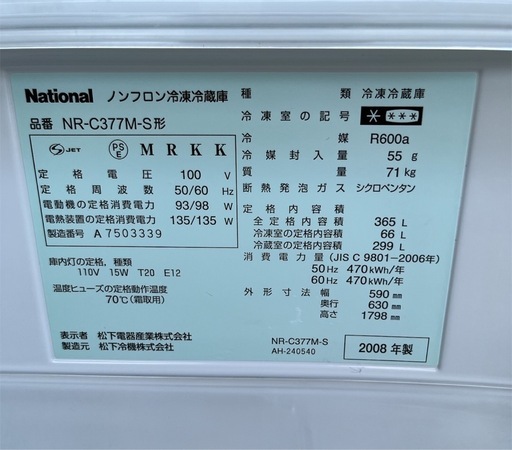 National ノンフロン冷凍冷蔵庫
品番 NR-C377M-S形
S JET PS E MRKK
定格電圧 100 V
定格周波数 50/60 Hz
電動機の定格消費電力 93/98 W
電熱装置の定格消費電力 135/135 W
製造番号 A 7503339
庫内灯の定格、種類
110V 15W T20 E12
温度ヒューズの定格動作温度
70℃(霜取用)
表示者 松下電器産業株式会社
製造元 松下冷機株式会社
種類 冷凍冷蔵庫
冷凍室の記号 * ***
冷媒 R600a
冷媒封入量 55 g
質量 71 kg
断熱発泡ガス シクロペンタン
定格内容積
全定格内容積 365 L
冷凍室の定格内容積 66 L
冷蔵室の定格内容積 299 L
消費電力量(JIS C 9801-2006年)
50Hz 470kWh/年
60Hz 470kWh/年
外形寸法 幅 590 mm
奥行 630 mm
高さ 1798 mm
NR-C377M-S
AH-240540
2008年製